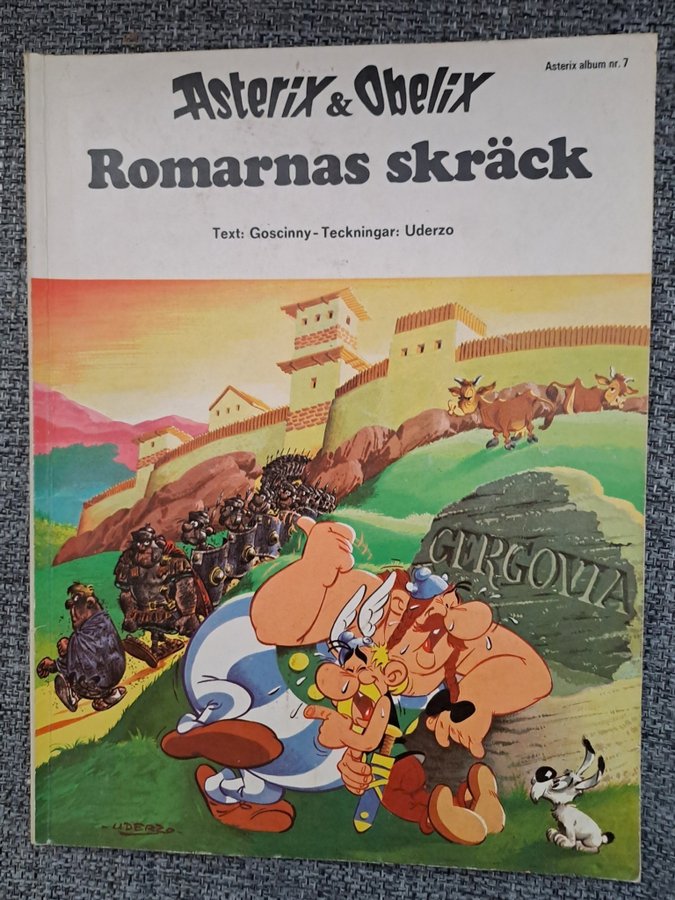 Asterix & Obelix
Asterix album nr. 7
Romarnas skräck
Text: Goscinny - Teckningar: Uderzo
GERGOVIA
UDERZO